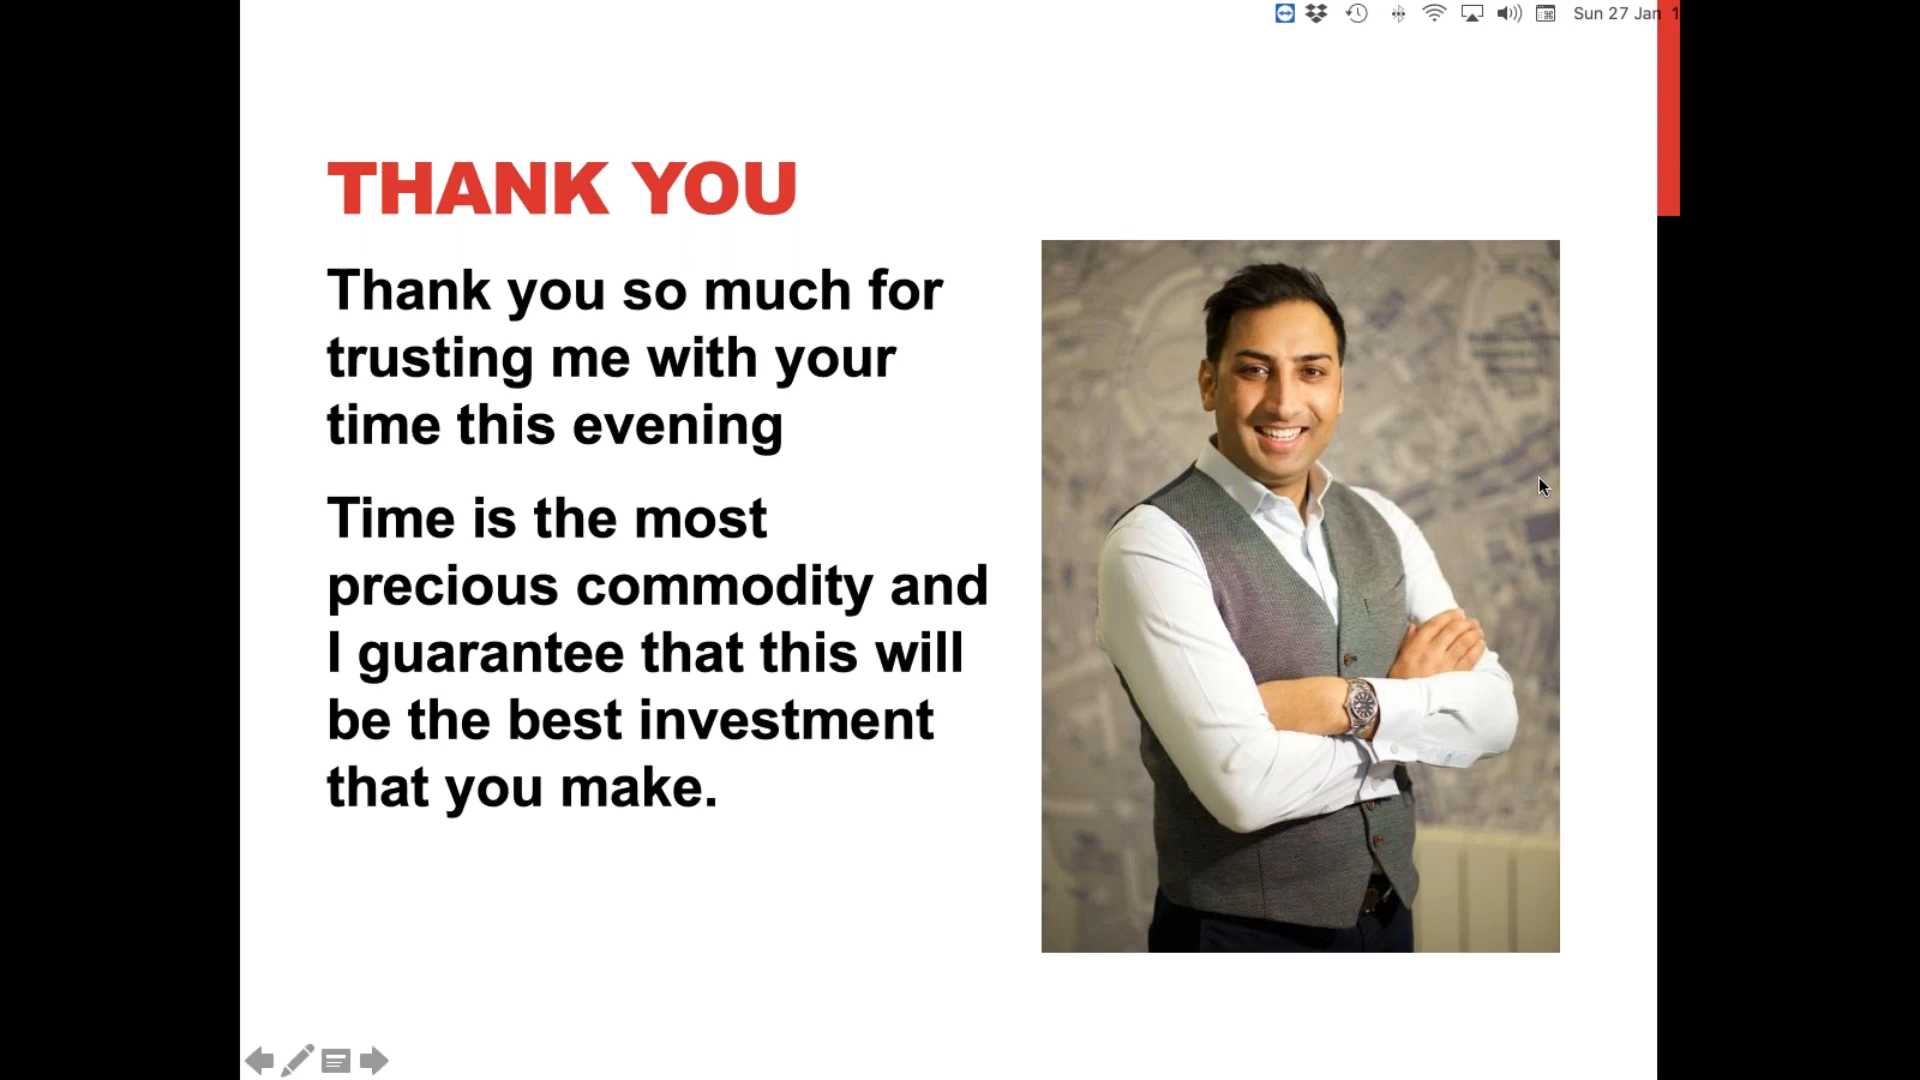 Sun 27 Jan 1
THANK YOU
Thank you so much for
trusting me with your
time this evening
Time is the most
precious commodity and
I guarantee that this will
be the best investment
that you make.